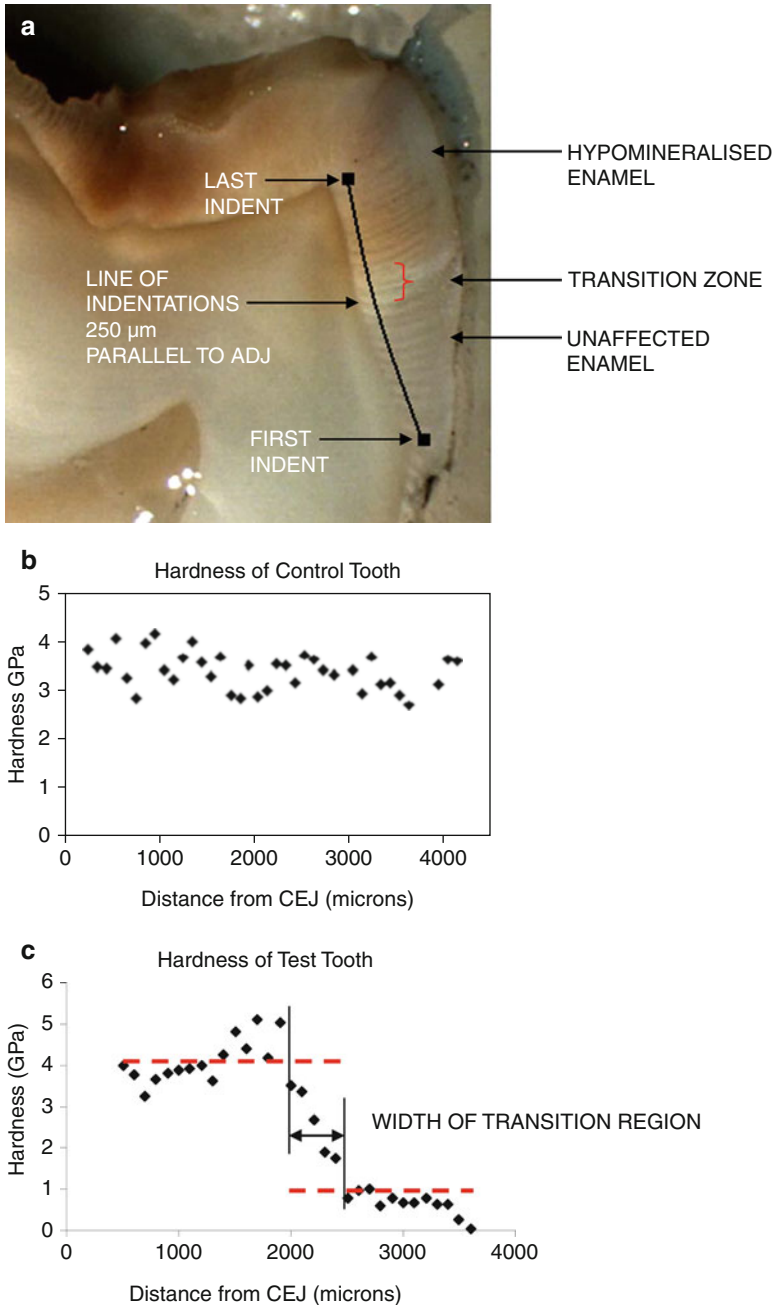 a
HYPOMINERALISED
ENAMEL
LAST
INDENT
TRANSITION ZONE
LINE OF
INDENTATIONS
250 µm
PARALLEL TO ADJ
UNAFFECTED
ENAMEL
FIRST
INDENT
b
Hardness of Control Tooth
5
4
3
2
1
0
Hardness GPa
0 1000 2000 3000 4000
Distance from CEJ (microns)
c
Hardness of Test Tooth
6
5
4
3
2
1
0
Hardness (GPa)
WIDTH OF TRANSITION REGION
0 1000 2000 3000 4000
Distance from CEJ (microns)